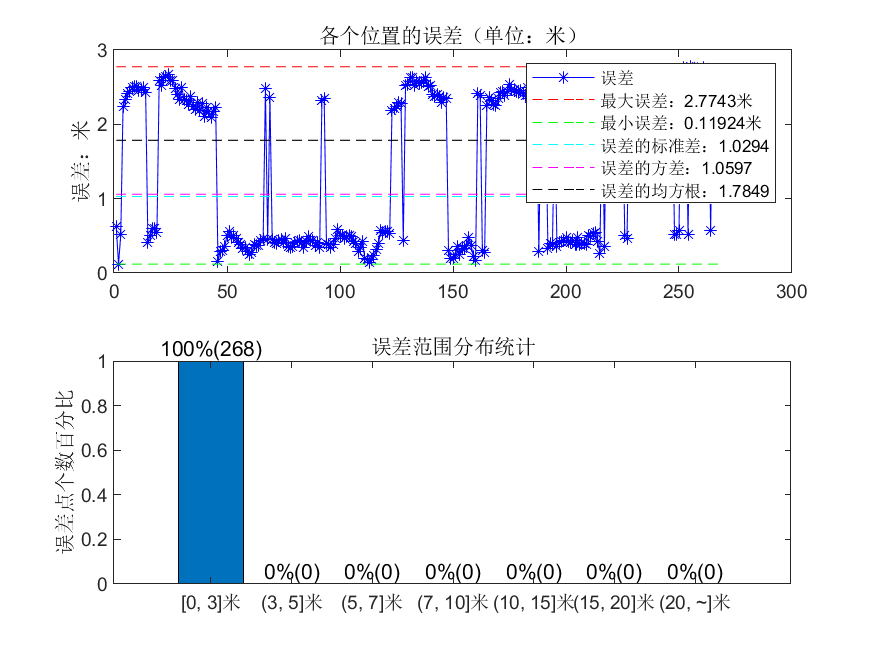 各个位置的误差（单位：米）
3
2
1
0
误差：米
误差
最大误差：2.7743米
最小误差：0.11924米
误差的标准差：1.0294
误差的方差：1.0597
误差的均方根：1.7849
0 50 100 150 200 250 300
误差范围分布统计
100%(268)
1
0.8
0.6
0.4
0.2
0
误差点个数百分比
0%(0) 0%(0) 0%(0) 0%(0) 0%(0) 0%(0)
[0, 3]米 (3, 5]米 (5, 7]米 (7, 10]米 (10, 15]米 (15, 20]米 (20, ~]米